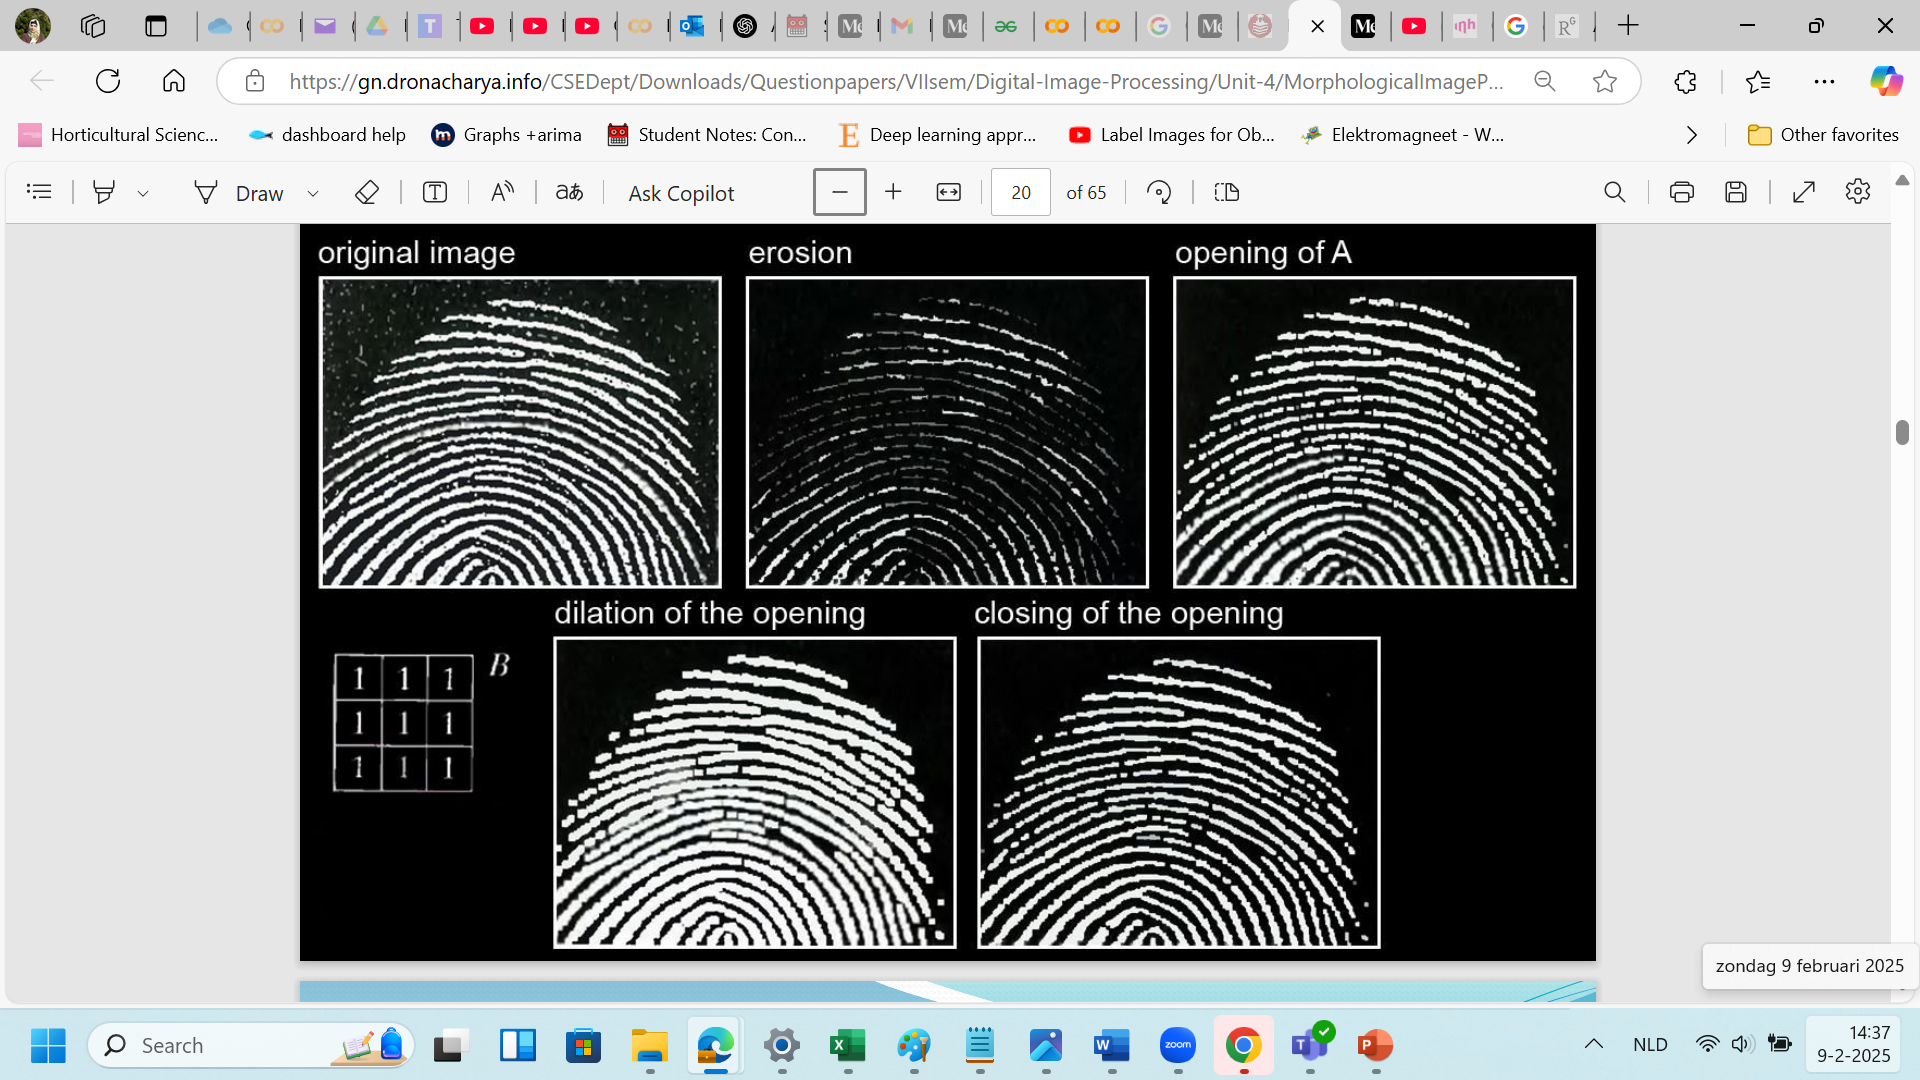 https://gn.dronacharya.info/CSEDept/Downloads/Questionpapers/VIIsem/Digital-Image-Processing/Unit-4/MorphologicalImageP...
Horticultural Scienc... dashboard help Graphs +arima Student Notes: Con... Deep learning appr... Label Images for Ob... Elektromagneet - W... Other favorites
Draw Ask Copilot 20 of 65
original image erosion opening of A
dilation of the opening closing of the opening
B
1 1 1
1 1 1
1 1 1
zondag 9 februari 2025
Search
zoom
NLD
14:37
9-2-2025